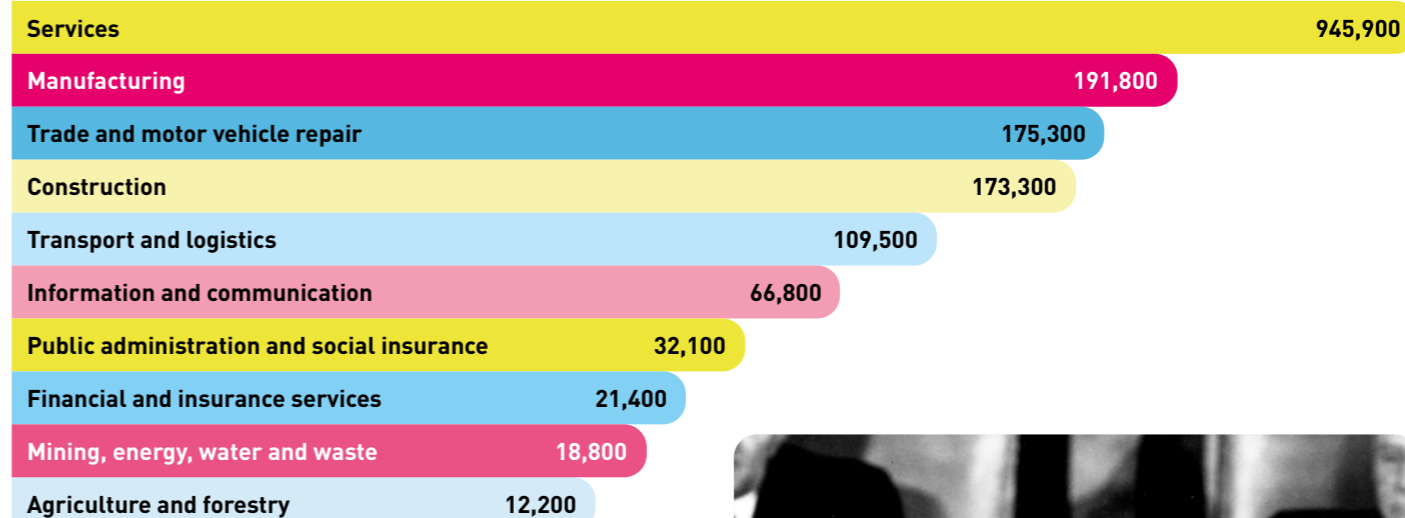 Services 945,900
Manufacturing 191,800
Trade and motor vehicle repair 175,300
Construction 173,300
Transport and logistics 109,500
Information and communication 66,800
Public administration and social insurance 32,100
Financial and insurance services 21,400
Mining, energy, water and waste 18,800
Agriculture and forestry 12,200